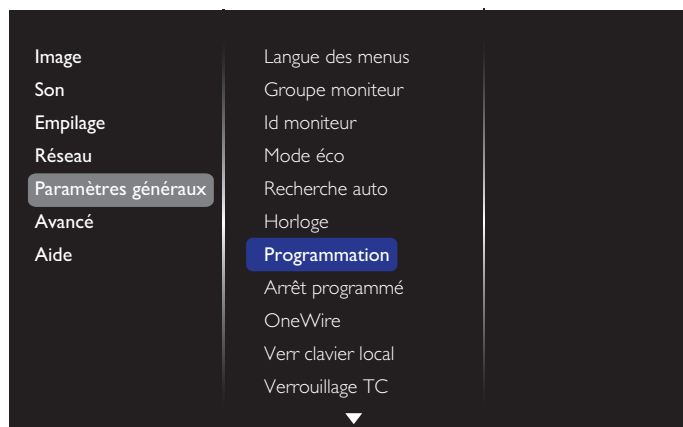 Image
Son
Empilage
Réseau
Paramètres généraux
Avancé
Aide
Langue des menus
Groupe moniteur
Id moniteur
Mode éco
Recherche auto
Horloge
Programmation
Arrêt programmé
OneWire
Verr clavier local
Verrouillage TC